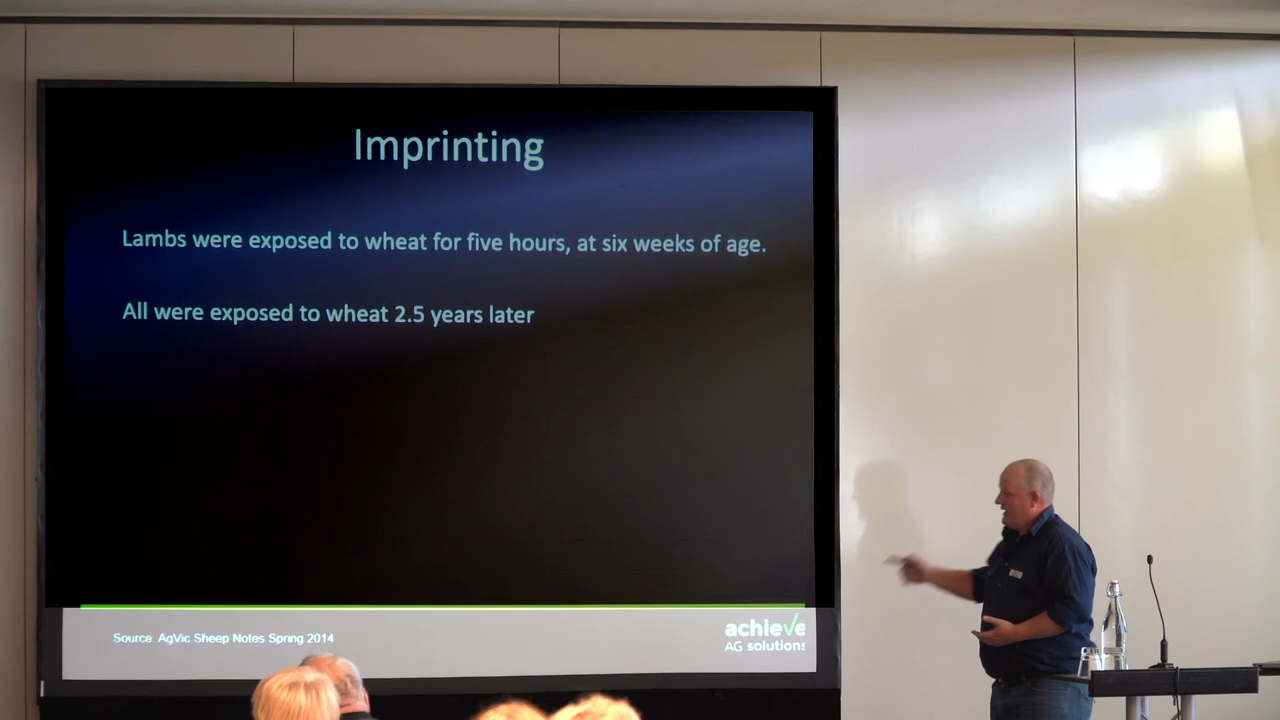 Imprinting
Lambs were exposed to wheat for five hours, at six weeks of age.
All were exposed to wheat 2.5 years later
Source AgVic Sheep Notes Spring 2014
achieve
AG solutions